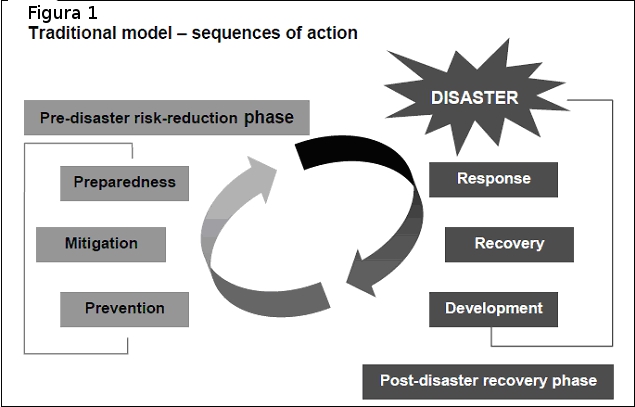 Figura 1
Traditional model – sequences of action
DISASTER
Pre-disaster risk-reduction phase
Preparedness
Mitigation
Prevention
Response
Recovery
Development
Post-disaster recovery phase